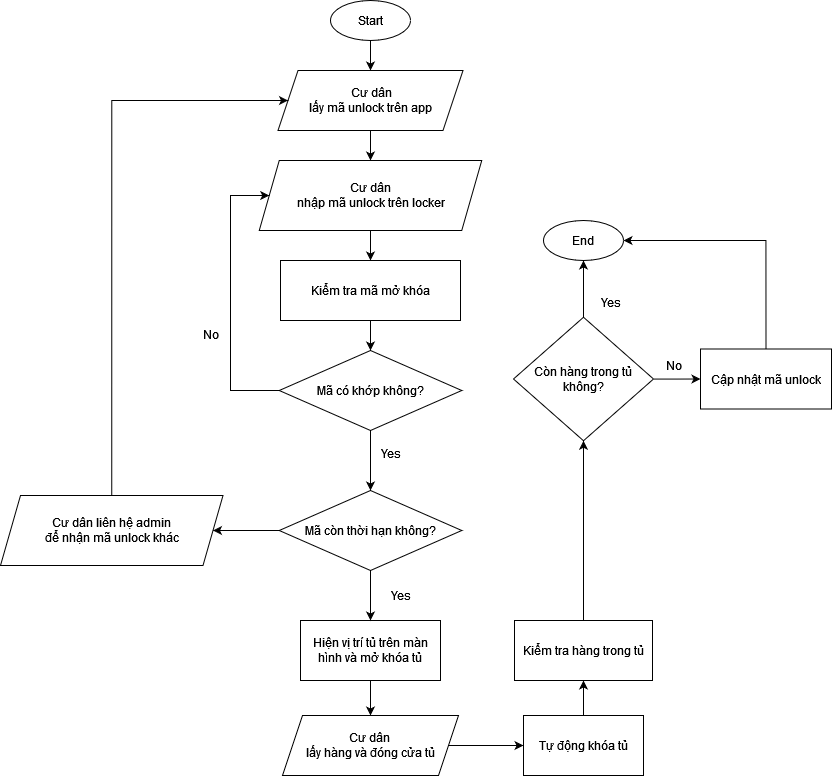 Start
Cư dân
lấy mã unlock trên app
Cư dân
nhập mã unlock trên locker
Kiểm tra mã mở khóa
No
Mã có khớp không?
Yes
Cư dân liên hệ admin
để nhận mã unlock khác
Mã còn thời hạn không?
Yes
Hiện vị trí tủ trên màn
hình và mở khóa tủ
Cư dân
lấy hàng và đóng cửa tủ
Tự động khóa tủ
Kiểm tra hàng trong tủ
Còn hàng trong tủ
không?
No
Cập nhật mã unlock
Yes
End